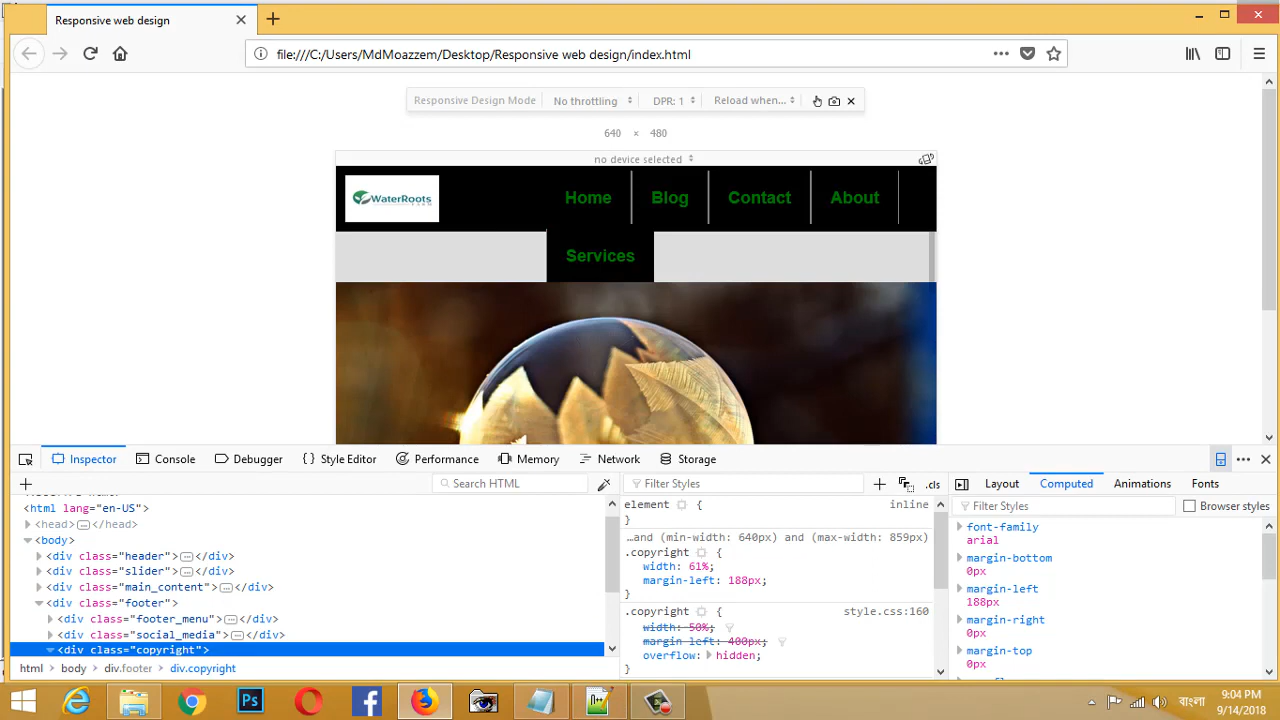 Responsive web design
file:///C:/Users/MdMoazzem/Desktop/Responsive web design/index.html
Responsive Design Mode No throttling DPR: 1 Reload when...
640 × 480
no device selected
WaterRoots
Home Blog Contact About
Services
Inspector Console Debugger Style Editor Performance Memory Network Storage
Search HTML
Filter Styles
.cls
Layout Computed Animations Fonts
Filter Styles
Browser styles
<html lang="en-US">
<head></head>
<body>
<div class="header"></div>
<div class="slider"></div>
<div class="main_content"></div>
<div class="footer">
<div class="footer_menu"></div>
<div class="social_media"></div>
<div class="copyright">
html body div.footer div.copyright
element { inline
}
…and (min-width: 640px) and (max-width: 859px)
.copyright {
width: 61%;
margin-left: 188px;
}
.copyright { style.css:160
width: 50%;
margin-left: 400px;
overflow: hidden;
}
font-family
arial
margin-bottom
0px
margin-left
188px
margin-right
0px
margin-top
0px
Ps
বাংলা
9:04 PM
9/14/2018